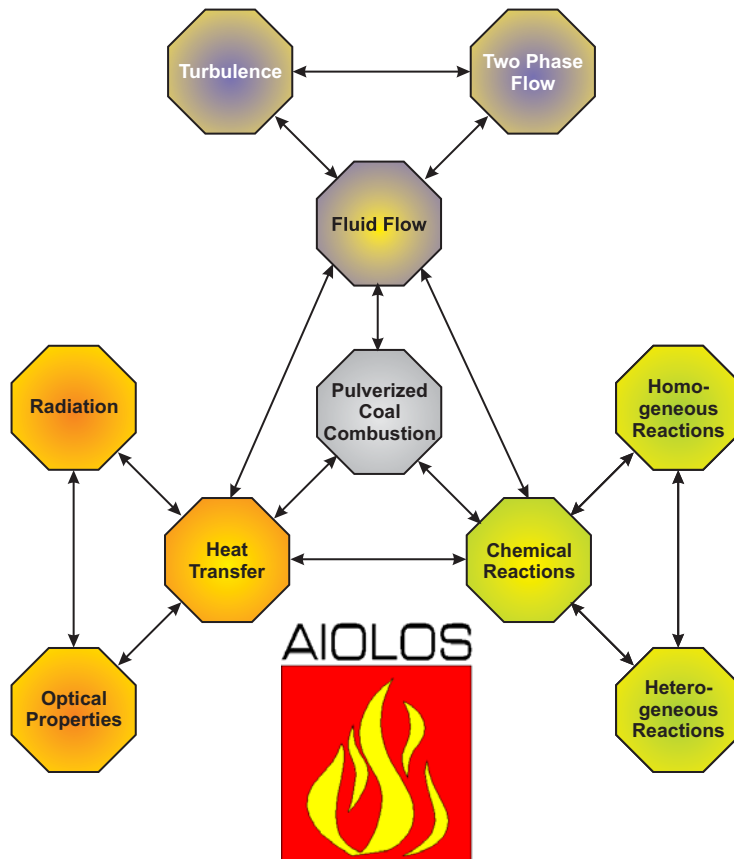 Turbulence
Two Phase
Flow
Fluid Flow
Radiation
Pulverized
Coal
Combustion
Homo-
geneous
Reactions
Heat
Transfer
Chemical
Reactions
AIOLOS
Optical
Properties
Hetero-
geneous
Reactions